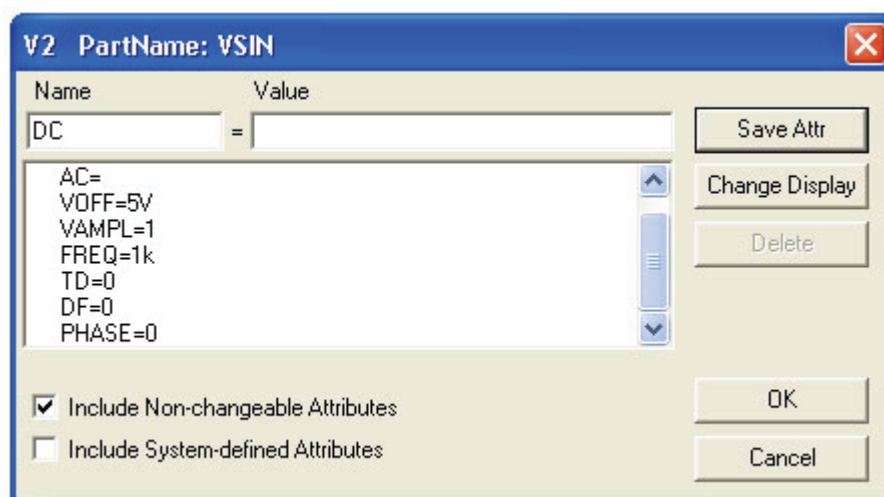 V2 PartName: VSIN
Name Value
DC =
Save Attr
AC=
VOFF=5V
VAMPL=1
FREQ=1k
TD=0
DF=0
PHASE=0
Change Display
Delete
Include Non-changeable Attributes
Include System-defined Attributes
OK
Cancel